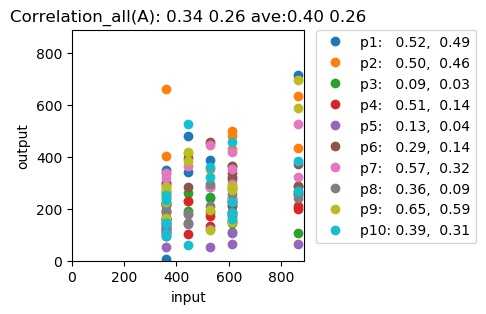 Correlation_all(A): 0.34 0.26 ave:0.40 0.26
800
600
400
200
0
output
0 200 400 600 800
input
p1: 0.52, 0.49
p2: 0.50, 0.46
p3: 0.09, 0.03
p4: 0.51, 0.14
p5: 0.13, 0.04
p6: 0.29, 0.14
p7: 0.57, 0.32
p8: 0.36, 0.09
p9: 0.65, 0.59
p10: 0.39, 0.31